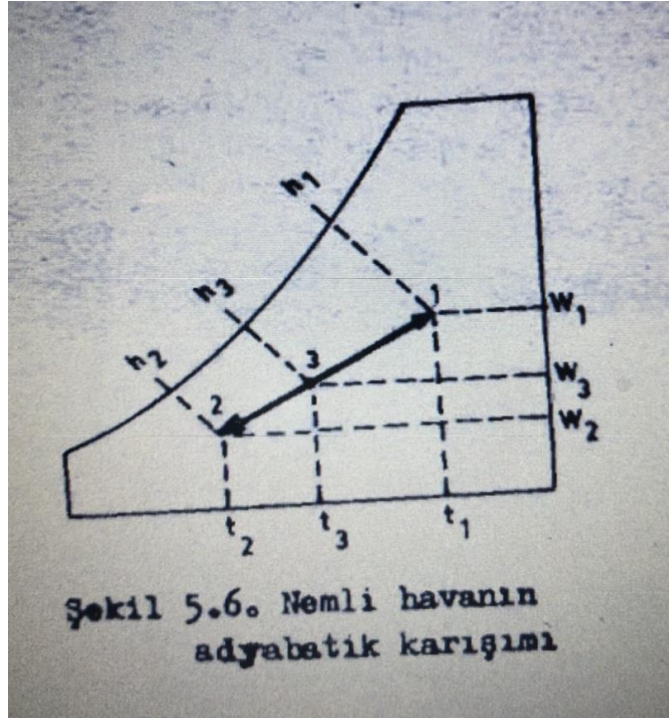 h1
h3
h2
1
3
2
W1
W3
W2
t2
t3
t1
Şekil 5.6. Nemli havanın
adyabatik karışımı